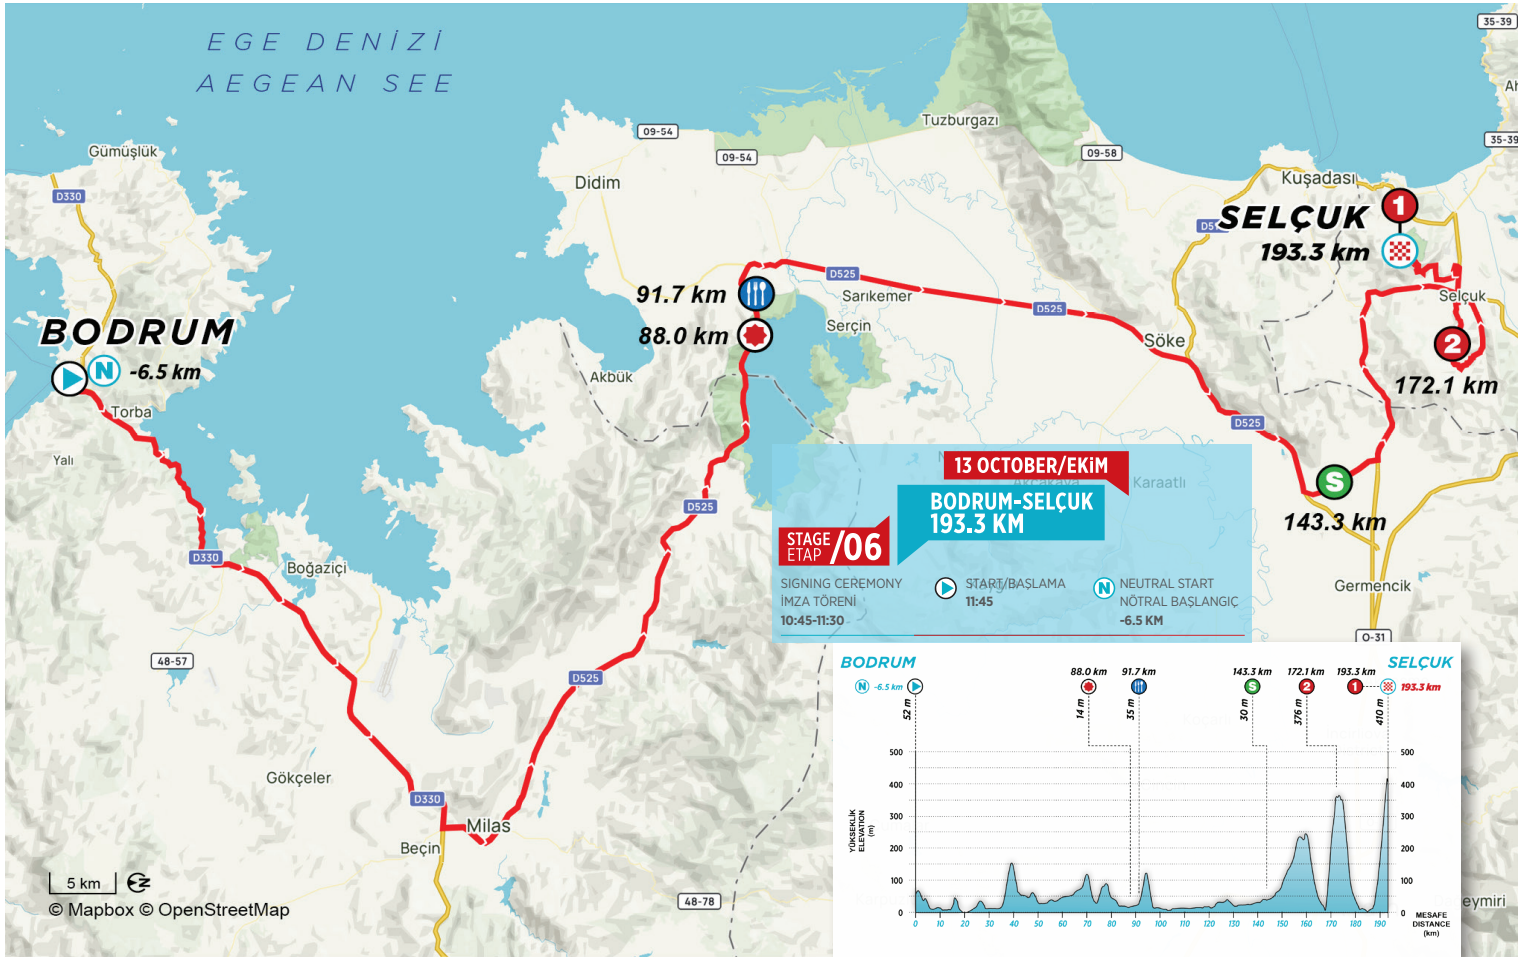 EGE DENİZİ
AEGEAN SEE
35-39
Gümüşlük
D330
09-54
09-54
Tuzburgazı
09-58
35-39
Didim
Kuşadası
1
SELÇUK
193.3 km
91.7 km
D525
Sarıkemer
D525
Selçuk
88.0 km
Serçin
Söke
2
172.1 km
BODRUM
N
-6.5 km
Torba
Akbük
D525
Yalı
S
143.3 km
Karaatlı
D525
D330
Boğaziçi
Germencik
O-31
48-57
D525
Gökçeler
D330
Milas
Beçin
48-78
5 km
© Mapbox © OpenStreetMap
13 OCTOBER/EKİM
BODRUM-SELÇUK
193.3 KM
STAGE
ETAP
/06
SIGNING CEREMONY
İMZA TÖRENİ
10:45-11:30
START/BAŞLAMA
11:45
N
NEUTRAL START
NÖTRAL BAŞLANGIÇ
-6.5 KM
BODRUM
SELÇUK
88.0 km
91.7 km
143.3 km
172.1 km
193.3 km
N
-6.5 km
S
2
1
193.3 km
52 m
14 m
35 m
30 m
376 m
410 m
500
400
300
200
100
0
500
400
300
200
100
0
YÜKSEKLİK
ELEVATION
(m)
0 10 20 30 40 50 60 70 80 90 100 110 120 130 140 150 160 170 180 190
MESAFE
DISTANCE
(km)